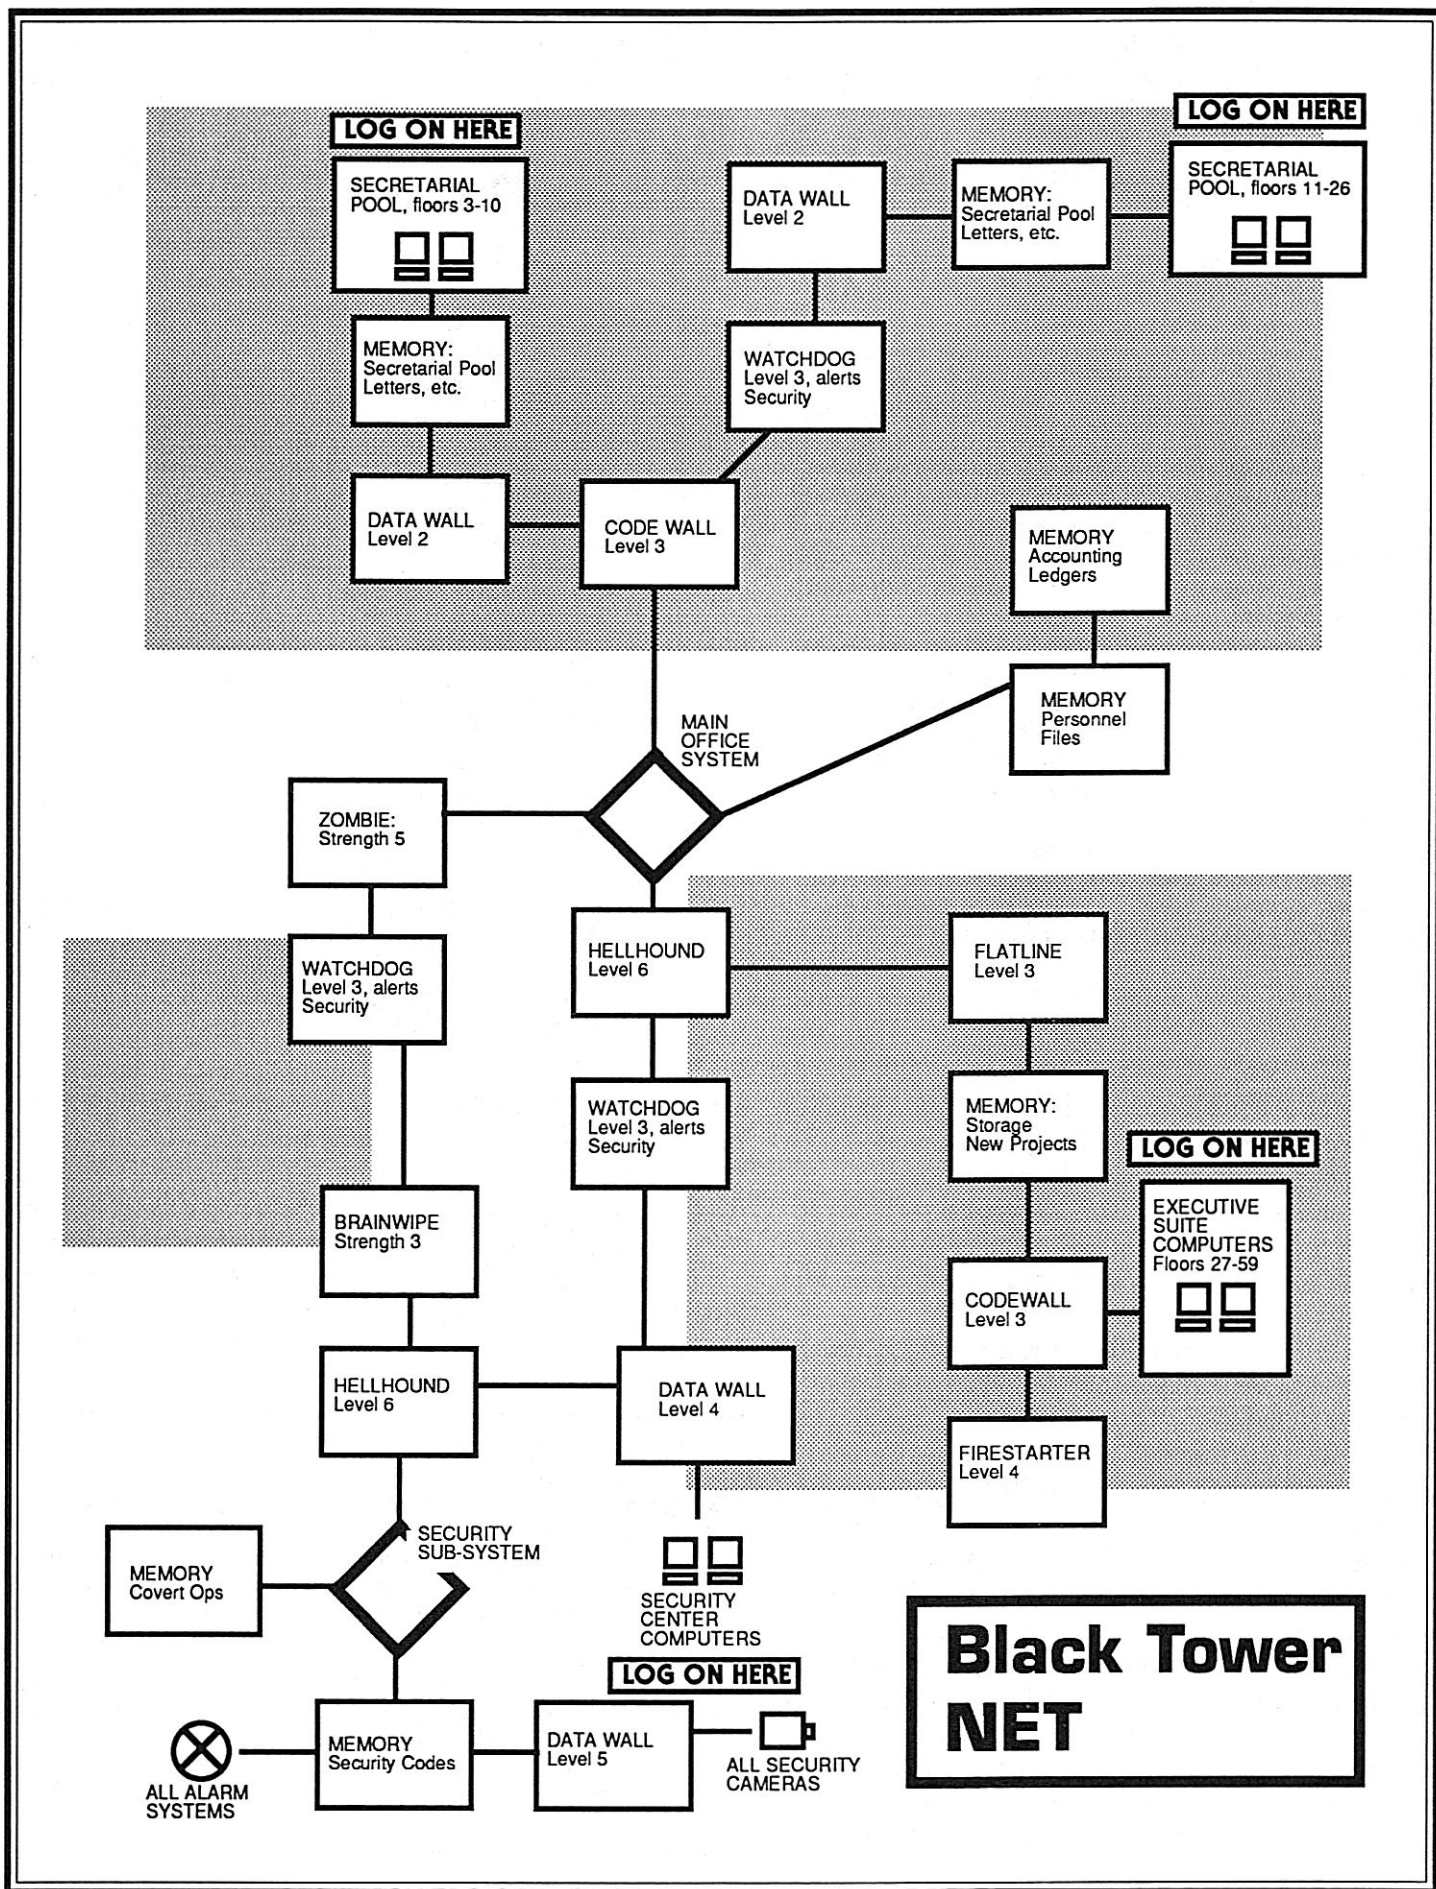 LOG ON HERE
SECRETARIAL
POOL, floors 3-10
LOG ON HERE
SECRETARIAL
POOL, floors 11-26
DATA WALL
Level 2
MEMORY:
Secretarial Pool
Letters, etc.
MEMORY:
Secretarial Pool
Letters, etc.
WATCHDOG
Level 3, alerts
Security
DATA WALL
Level 2
CODE WALL
Level 3
MEMORY
Accounting
Ledgers
MEMORY
Personnel
Files
MAIN
OFFICE
SYSTEM
ZOMBIE:
Strength 5
HELLHOUND
Level 6
FLATLINE
Level 3
WATCHDOG
Level 3, alerts
Security
WATCHDOG
Level 3, alerts
Security
MEMORY:
Storage
New Projects
LOG ON HERE
EXECUTIVE
SUITE
COMPUTERS
Floors 27-59
BRAINWIPE
Strength 3
CODEWALL
Level 3
HELLHOUND
Level 6
DATA WALL
Level 4
FIRESTARTER
Level 4
SECURITY
SUB-SYSTEM
MEMORY
Covert Ops
SECURITY
CENTER
COMPUTERS
LOG ON HERE
MEMORY
Security Codes
DATA WALL
Level 5
ALL SECURITY
CAMERAS
ALL ALARM
SYSTEMS
Black Tower
NET